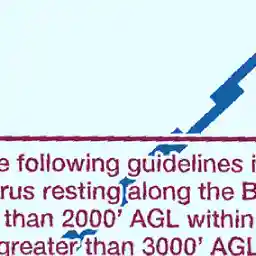 e following guidelines i
rus resting along the B
than 2000’ AGL within
greater than 3000’ AGL